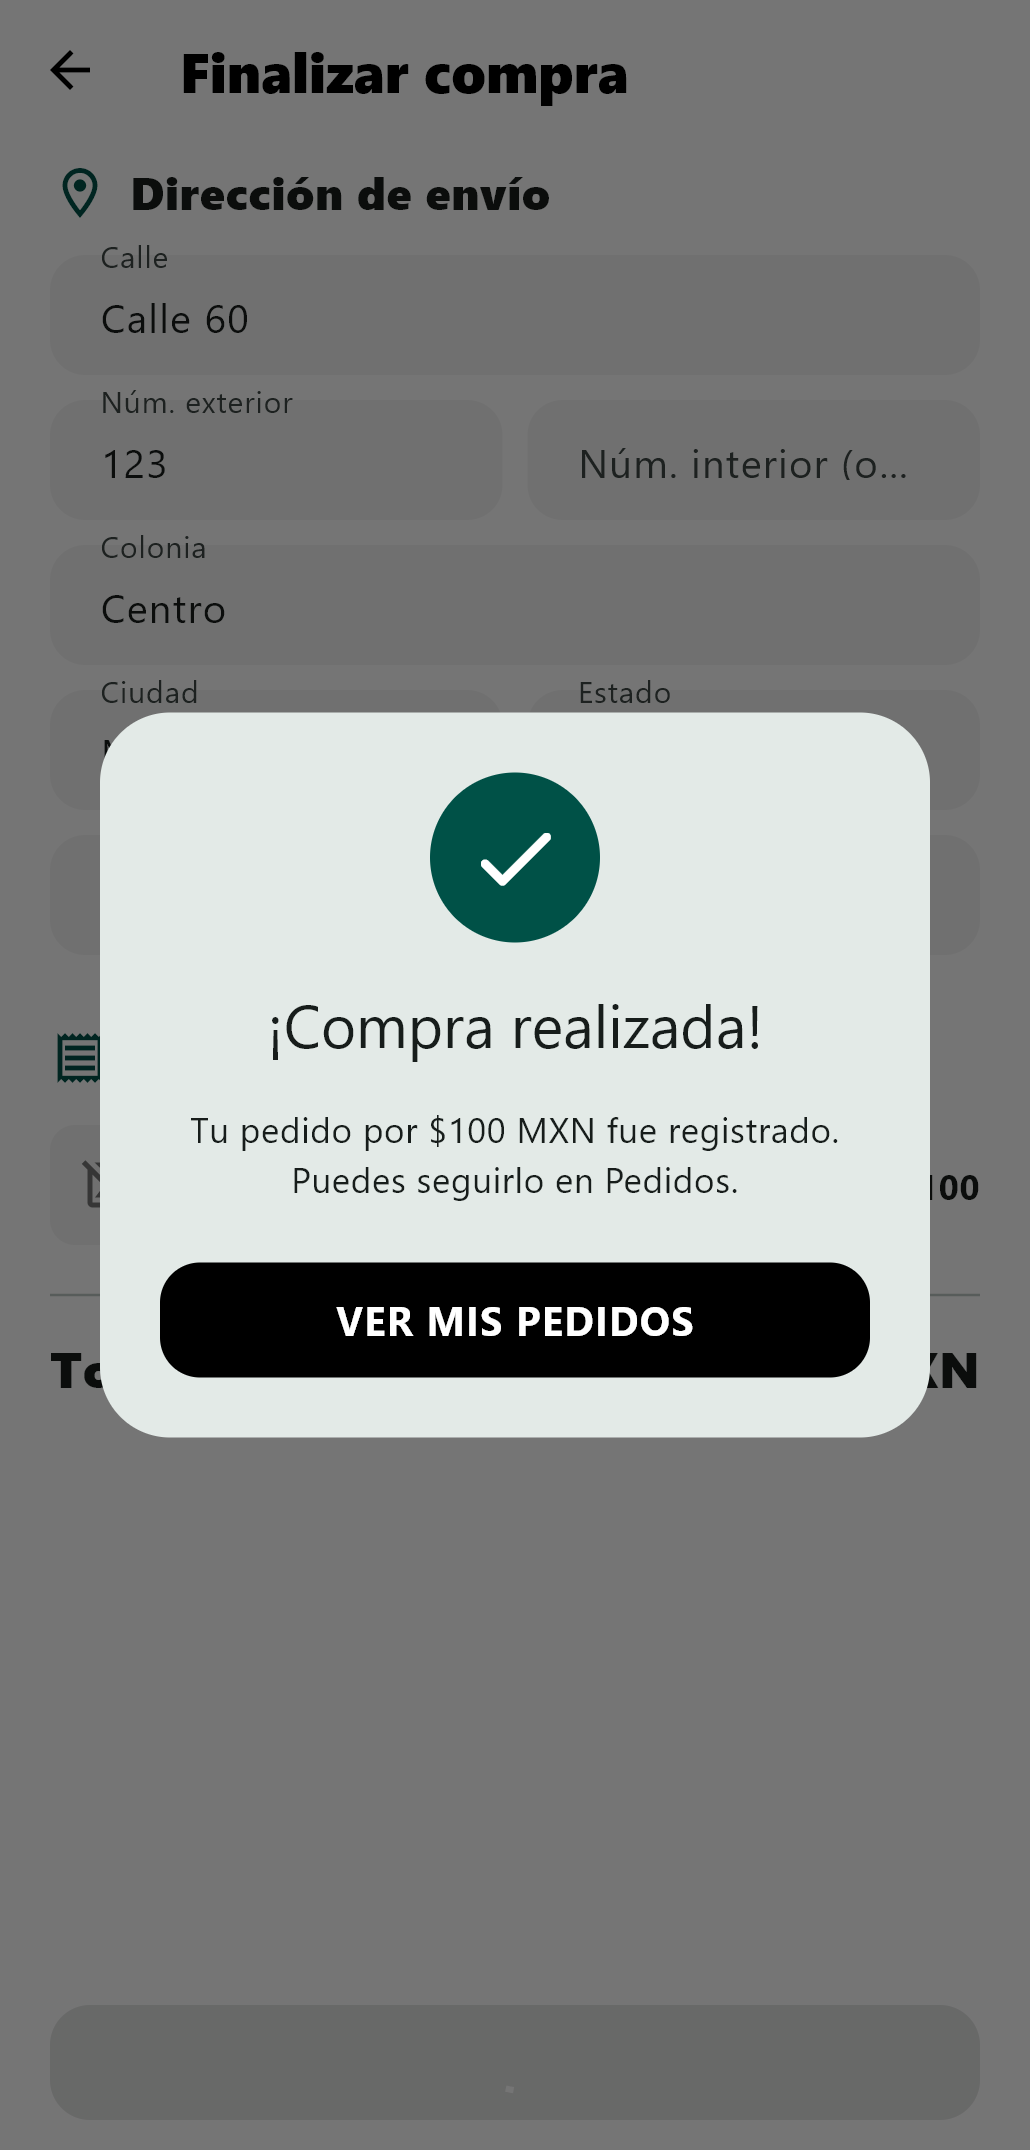 Finalizar compra
Dirección de envío
Calle
Calle 60
Núm. exterior
123
Núm. interior (o...
Colonia
Centro
Ciudad
Estado
¡Compra realizada!
Tu pedido por $100 MXN fue registrado.
Puedes seguirlo en Pedidos.
100
VER MIS PEDIDOS